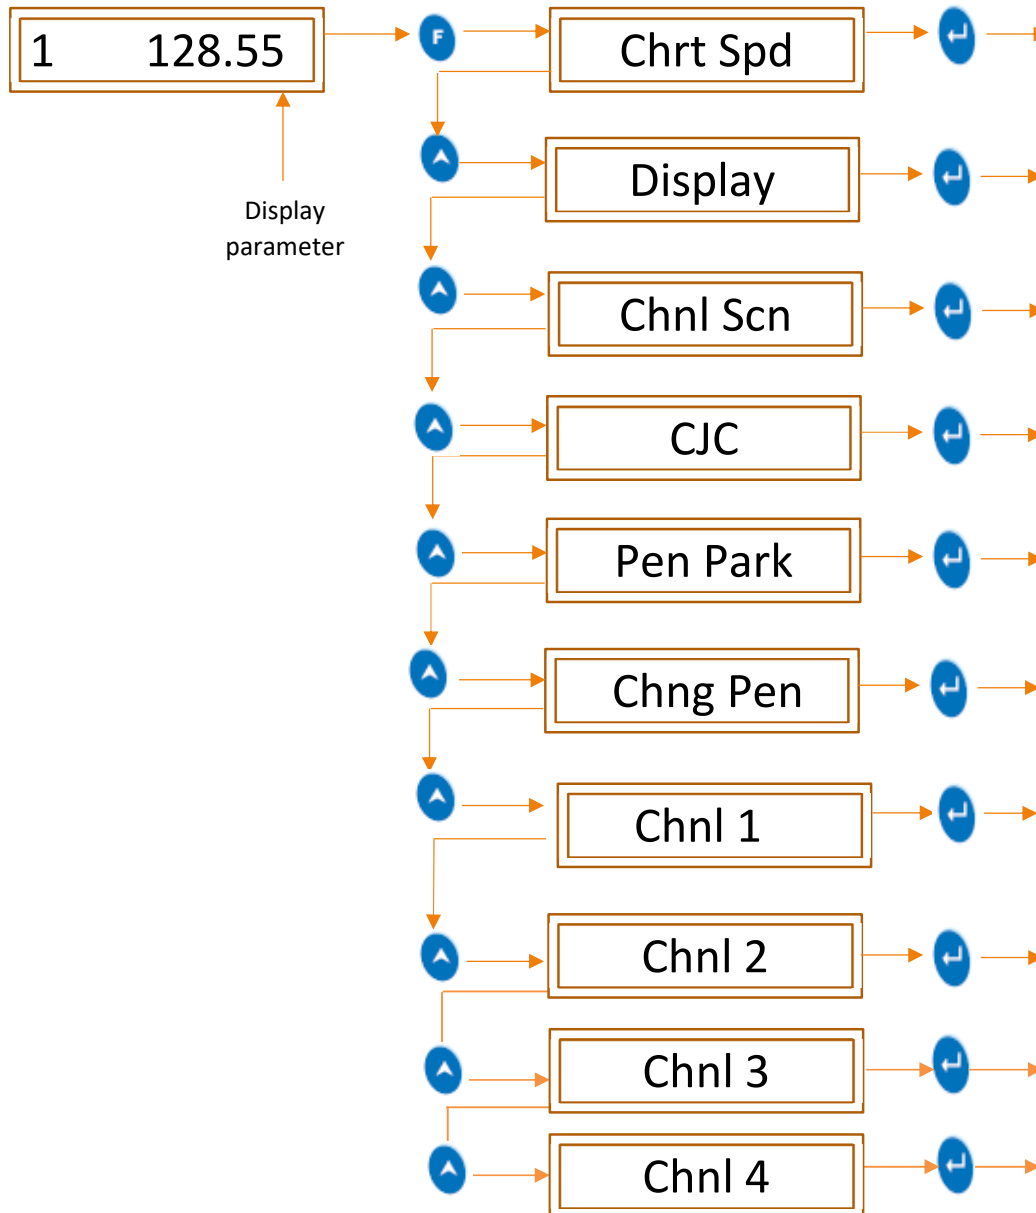 1 128.55
F
Chrt Spd
Display
Display
parameter
Chnl Scn
CJC
Pen Park
Chng Pen
Chnl 1
Chnl 2
Chnl 3
Chnl 4